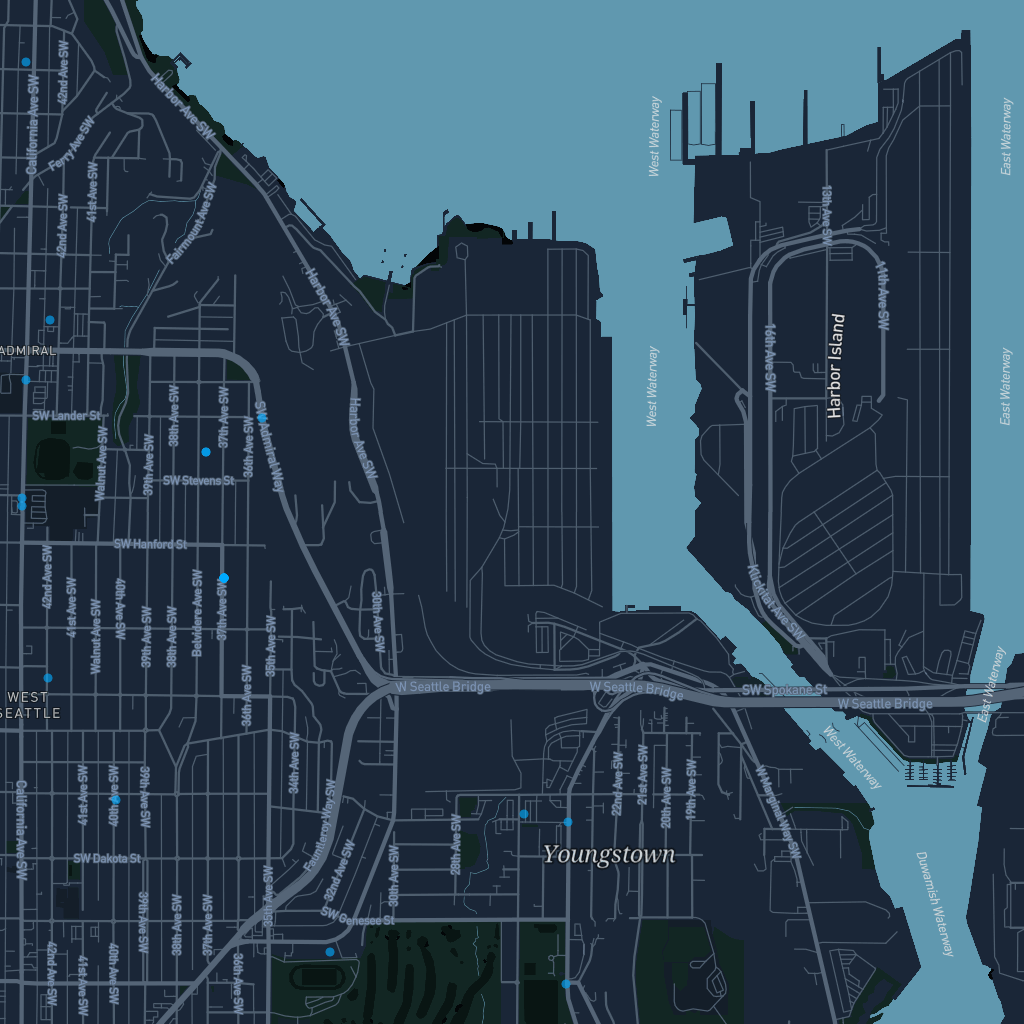 42nd Ave SW
California Ave SW
Ferry Ave SW
Harbor Ave SW
41st Ave SW
42nd Ave SW
Fairmount Ave SW
Harbor Ave SW
West Waterway
East Waterway
13th Ave SW
11th Ave SW
16th Ave SW
Harbor Island
West Waterway
East Waterway
ADMIRAL
SW Lander St
38th Ave SW
37th Ave SW
36th Ave SW
SW Admiral Way
Harbor Ave SW
Walnut Ave SW
39th Ave SW
SW Stevens St
SW Hanford St
42nd Ave SW
41st Ave SW
Walnut Ave SW
40th Ave SW
39th Ave SW
38th Ave SW
Belvidere Ave SW
37th Ave SW
36th Ave SW
35th Ave SW
30th Ave SW
Klickitat Ave SW
WEST
SEATTLE
W Seattle Bridge
W Seattle Bridge
SW Spokane St
W Seattle Bridge
East Waterway
West Waterway
34th Ave SW
California Ave SW
41st Ave SW
40th Ave SW
39th Ave SW
Fauntleroy Way SW
32nd Ave SW
30th Ave SW
28th Ave SW
22nd Ave SW
21st Ave SW
20th Ave SW
19th Ave SW
W Marginal Way SW
Youngstown
SW Dakota St
SW Genesee St
35th Ave SW
39th Ave SW
38th Ave SW
37th Ave SW
36th Ave SW
42nd Ave SW
41st Ave SW
40th Ave SW
Duwamish Waterway